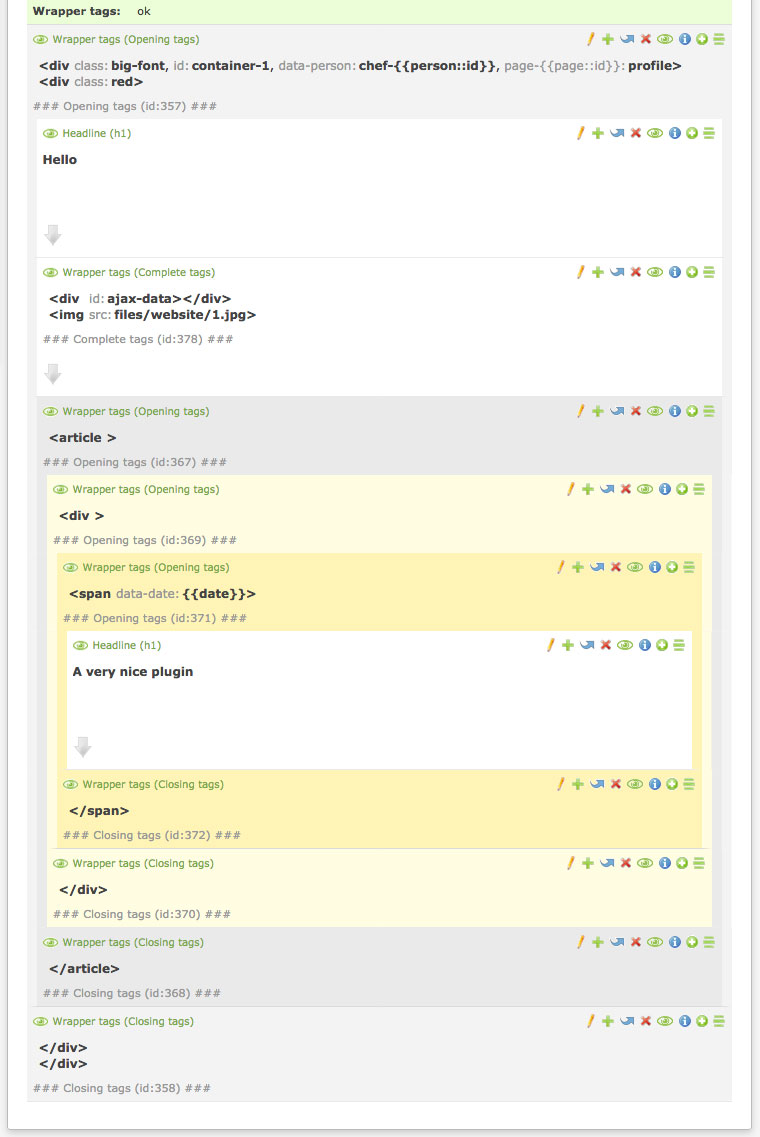 Wrapper tags: ok
Wrapper tags (Opening tags)
<div class: big-font, id: container-1, data-person: chef-{{person::id}}, page-{{page::id}}: profile>
<div class: red>
### Opening tags (id:357) ###
Headline (h1)
Hello
Wrapper tags (Complete tags)
<div id: ajax-data></div>
<img src: files/website/1.jpg>
### Complete tags (id:378) ###
Wrapper tags (Opening tags)
<article >
### Opening tags (id:367) ###
Wrapper tags (Opening tags)
<div >
### Opening tags (id:369) ###
Wrapper tags (Opening tags)
<span data-date: {{date}}>
### Opening tags (id:371) ###
Headline (h1)
A very nice plugin
Wrapper tags (Closing tags)
</span>
### Closing tags (id:372) ###
Wrapper tags (Closing tags)
</div>
### Closing tags (id:370) ###
Wrapper tags (Closing tags)
</article>
### Closing tags (id:368) ###
Wrapper tags (Closing tags)
</div>
</div>
### Closing tags (id:358) ###